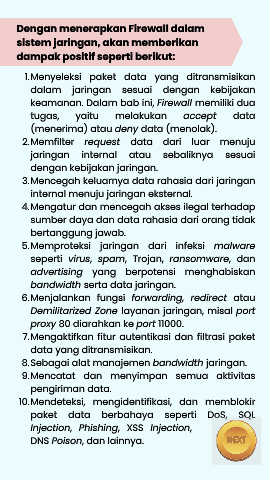 Dengan menerapkan Firewall dalam
sistem jaringan, akan memberikan
dampak positif seperti berikut:
1. Menyeleksi paket data yang ditransmisikan
dalam jaringan sesuai dengan kebijakan
keamanan. Dalam bab ini, Firewall memiliki dua
tugas, yaitu melakukan accept data
(menerima) atau deny data (menolak).
2. Memfilter request data dari luar menuju
jaringan internal atau sebaliknya sesuai
dengan kebijakan jaringan.
3. Mencegah keluarnya data rahasia dari jaringan
internal menuju jaringan eksternal.
4. Mengatur dan mencegah akses ilegal terhadap
sumber daya dan data rahasia dari orang tidak
bertanggung jawab.
5. Memproteksi jaringan dari infeksi malware
seperti virus, spam, Trojan, ransomware, dan
advertising yang berpotensi menghabiskan
bandwidth serta data jaringan.
6. Menjalankan fungsi forwarding, redirect atau
Demilitarized Zone layanan jaringan, misal port
proxy 80 diarahkan ke port 11000.
7. Mengaktifkan fitur autentikasi dan filtrasi paket
data yang ditransmisikan.
8. Sebagai alat manajemen bandwidth jaringan.
9. Mencatat dan menyimpan semua aktivitas
pengiriman data.
10. Mendeteksi, mengidentifikasi, dan memblokir
paket data berbahaya seperti DoS, SQL
Injection, Phishing, XSS Injection,
DNS Poison, dan lainnya.
NEXT